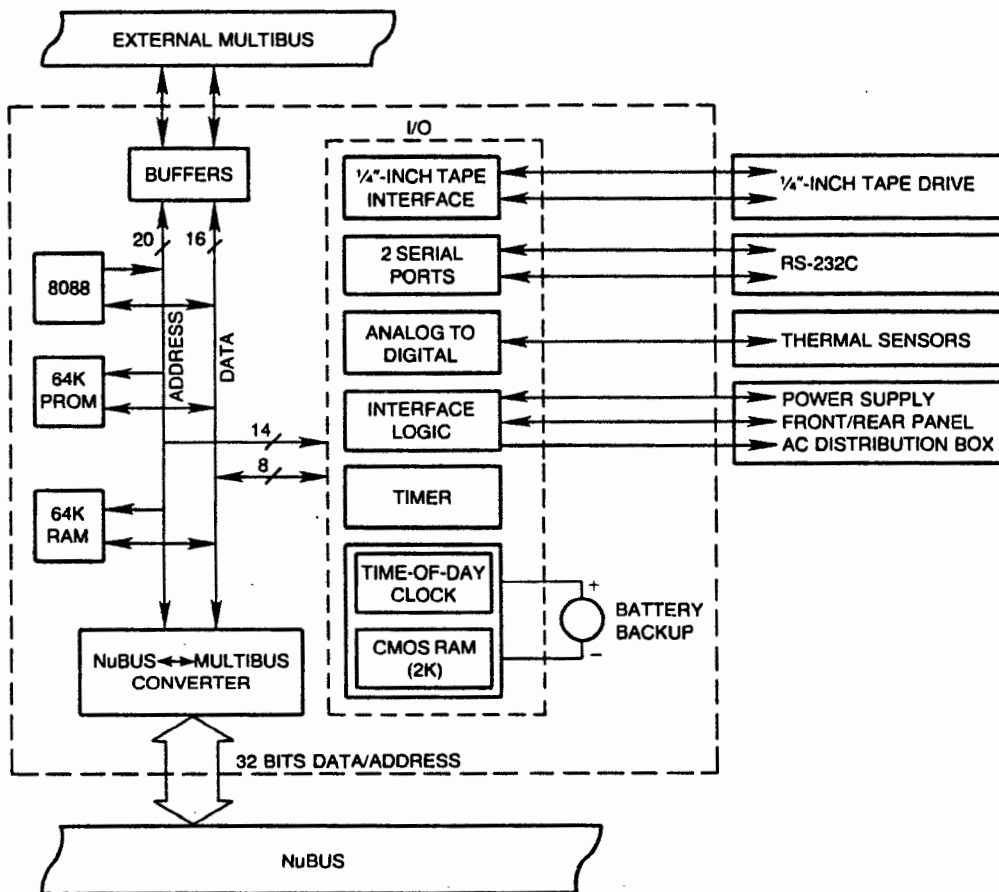 EXTERNAL MULTIBUS
I/O
BUFFERS
1/4"-INCH TAPE
INTERFACE
1/4"-INCH TAPE DRIVE
20
16
2 SERIAL
PORTS
RS-232C
8088
ADDRESS
DATA
ANALOG TO
DIGITAL
THERMAL SENSORS
64K
PROM
INTERFACE
LOGIC
POWER SUPPLY
FRONT/REAR PANEL
AC DISTRIBUTION BOX
14
8
TIMER
64K
RAM
TIME-OF-DAY
CLOCK
+
BATTERY
BACKUP
−
CMOS RAM
(2K)
NuBUS MULTIBUS
CONVERTER
32 BITS DATA/ADDRESS
NuBUS